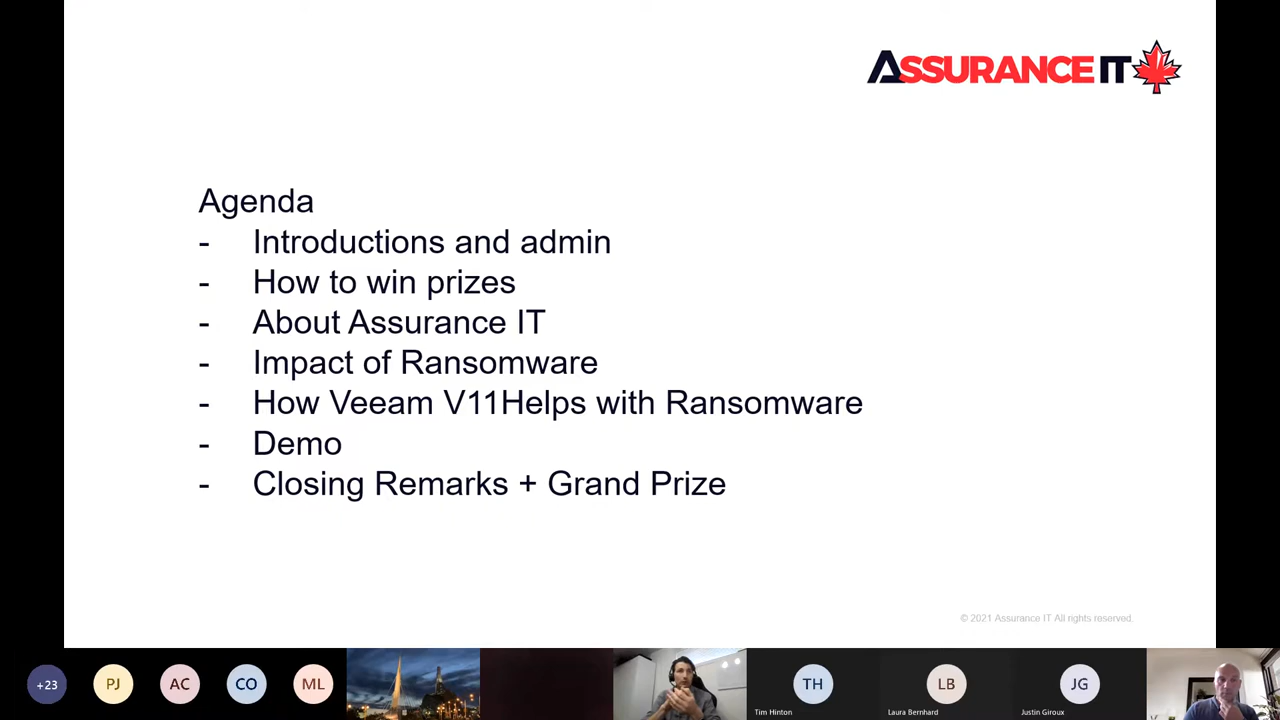 ASSURANCE IT
Agenda
- Introductions and admin
- How to win prizes
- About Assurance IT
- Impact of Ransomware
- How Veeam V11Helps with Ransomware
- Demo
- Closing Remarks + Grand Prize
© 2021 Assurance IT All rights reserved.
+23
PJ
AC
CO
ML
TH
LB
JG
Tim Hinton
Laura Bernhard
Justin Giroux